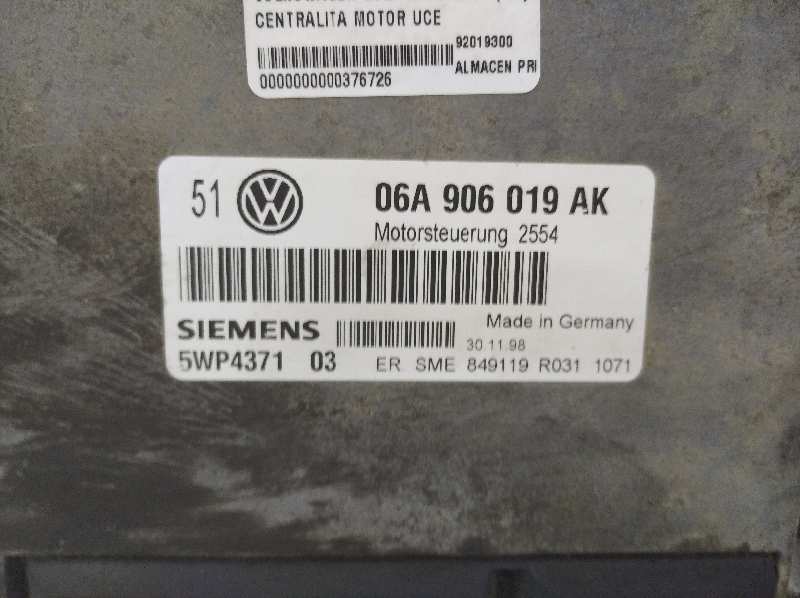 CENTRALITA MOTOR UCE
92019300
0000000000376726
ALMACEN PRI
51 VW 06A 906 019 AK
Motorsteuerung 2554
SIEMENS
Made in Germany
30.11.98
5WP4371 03 ER SME 849119 R031 1071